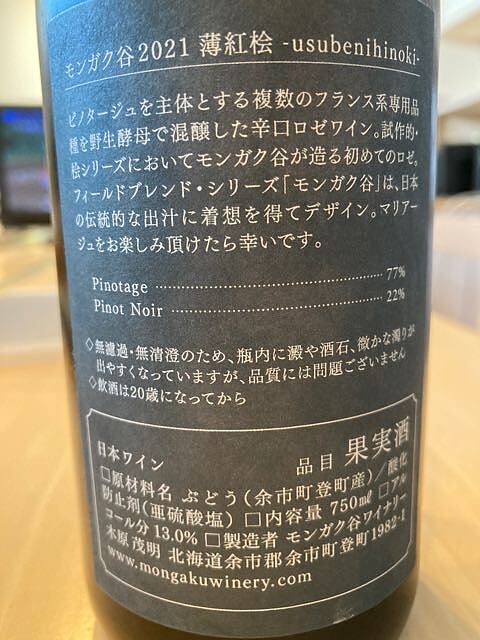 モンガク谷2021 薄紅桧 -usubenihinoki-
ピノタージュを主体とする複数のフランス系専用品
種を野生酵母で混醸した辛口ロゼワイン。試作的・
桧シリーズにおいてモンガク谷が造る初めてのロゼ。
フィールドブレンド・シリーズ「モンガク谷」は、日本
の伝統的な出汁に着想を得てデザイン。マリアー
ジュをお楽しみ頂けたら幸いです。
Pinotage 77%
Pinot Noir 22%
◇無濾過・無清澄のため、瓶内に澱や酒石、微かな濁りが
出やすくなっていますが、品質には問題ございません
◇飲酒は20歳になってから
日本ワイン 品目 果実酒
□原材料名 ぶどう(余市町登町産)/酸化
防止剤(亜硫酸塩) □内容量 750㎖ □アル
コール分 13.0% □製造者 モンガク谷ワイナリー
木原茂明 北海道余市郡余市町登町1982-1
www.mongakuwinery.com